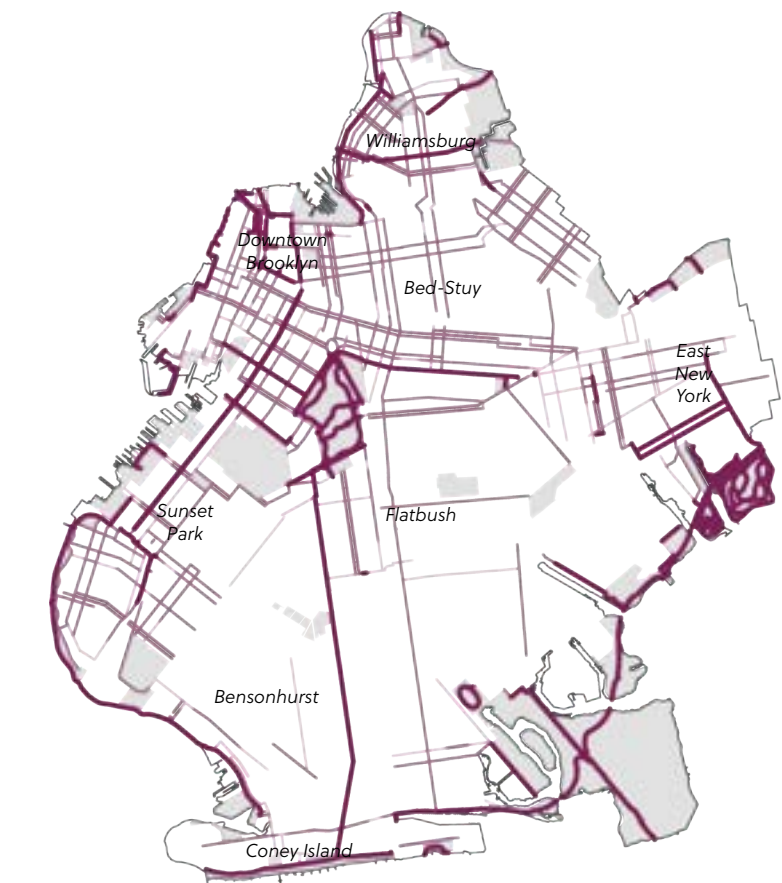 Williamsburg
Downtown
Brooklyn
Bed-Stuy
East
New
York
Sunset
Park
Flatbush
Bensonhurst
Coney Island